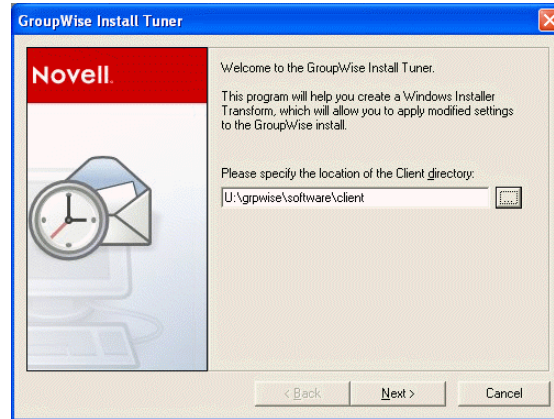 GroupWise Install Tuner
Novell.
Welcome to the GroupWise Install Tuner.
This program will help you create a Windows Installer
Transform, which will allow you to apply modified settings
to the GroupWise install.
Please specify the location of the Client directory:
U:\grpwise\software\client
...
< Back
Next >
Cancel